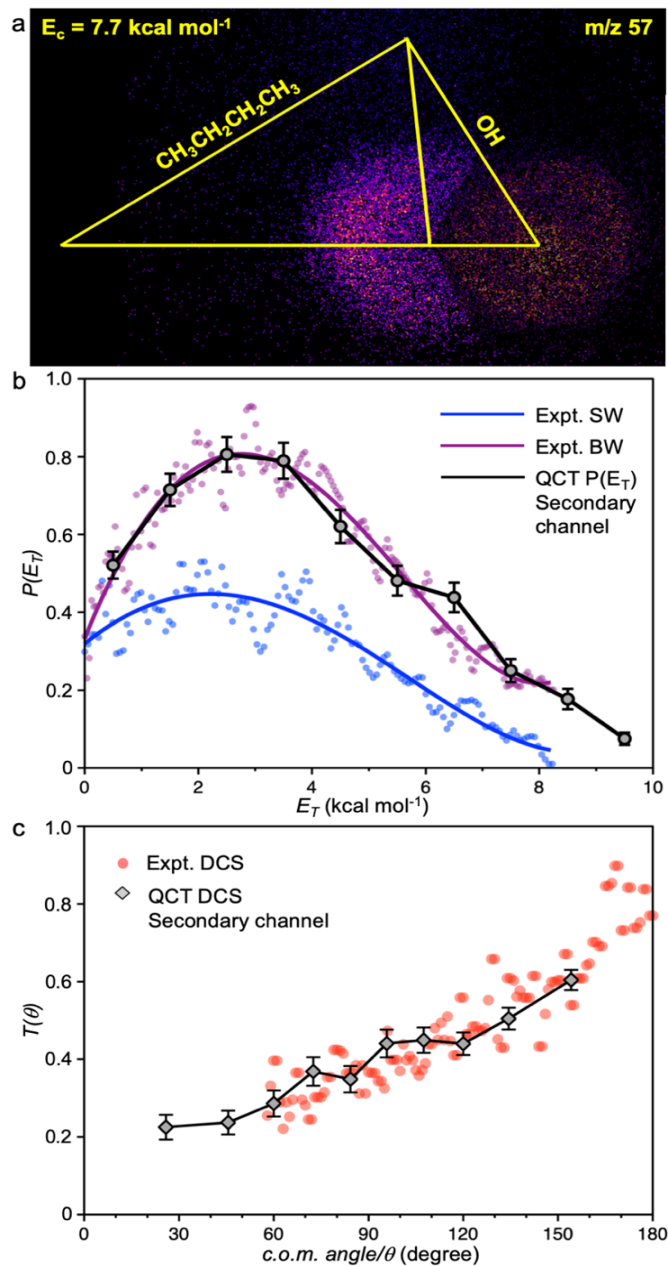 a
E_c = 7.7 kcal mol⁻¹
m/z 57
CH₃CH₂CH₂CH₃
OH
b
1.0
0.8
0.6
0.4
0.2
0
P(E_T)
Expt. SW
Expt. BW
QCT P(E_T)
Secondary
channel
0 2 4 6 8 10
E_T (kcal mol⁻¹)
c
1.0
0.8
0.6
0.4
0.2
0
T(θ)
Expt. DCS
QCT DCS
Secondary channel
0 30 60 90 120 150 180
c.o.m. angle/θ (degree)